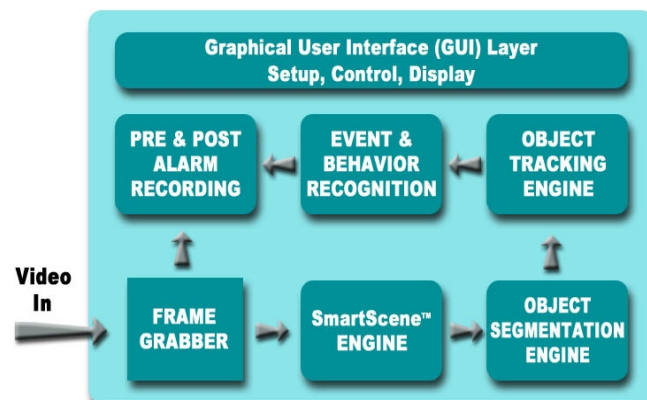 Graphical User Interface (GUI) Layer
Setup, Control, Display
PRE & POST
ALARM
RECORDING
EVENT &
BEHAVIOR
RECOGNITION
OBJECT
TRACKING
ENGINE
Video
In
FRAME
GRABBER
SmartScene™
ENGINE
OBJECT
SEGMENTATION
ENGINE